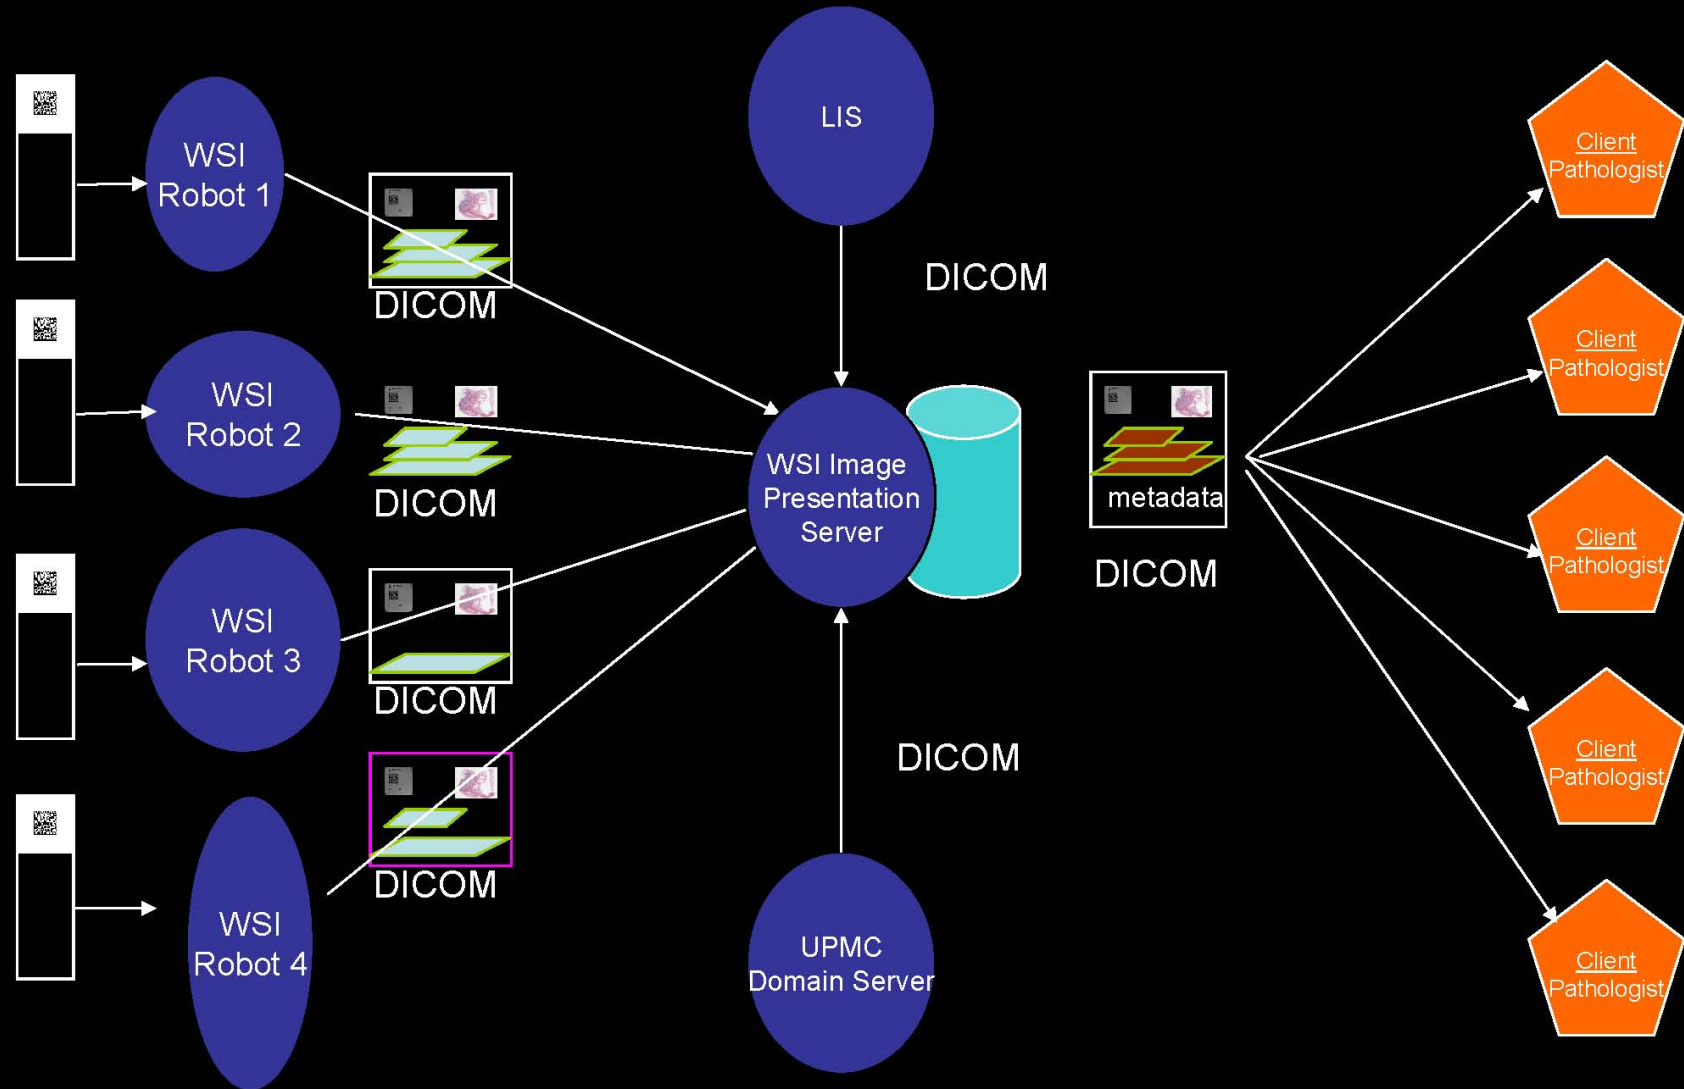 WSI
Robot 1
DICOM
WSI
Robot 2
DICOM
WSI
Robot 3
DICOM
WSI
Robot 4
DICOM
LIS
DICOM
WSI Image
Presentation
Server
DICOM
UPMC
Domain Server
metadata
DICOM
Client
Pathologist
Client
Pathologist
Client
Pathologist
Client
Pathologist
Client
Pathologist